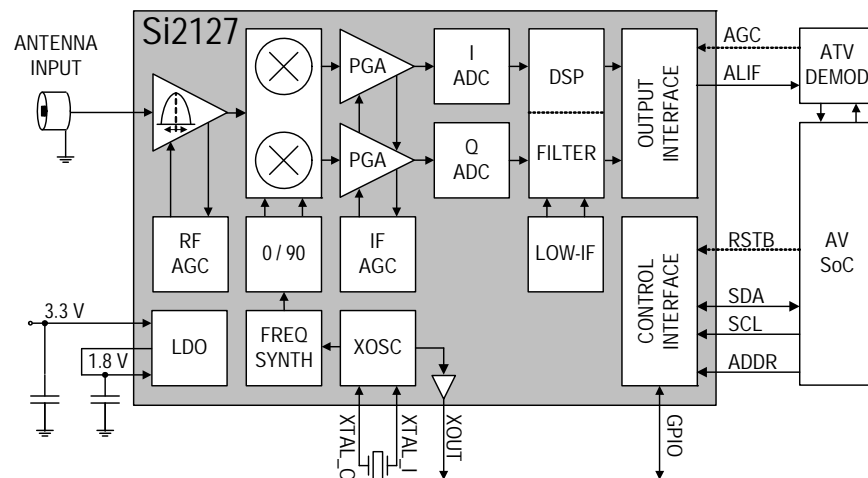 Si2127
ANTENNA
INPUT
PGA
PGA
I
ADC
Q
ADC
DSP
FILTER
OUTPUT
INTERFACE
AGC
ALIF
ATV
DEMOD
RF
AGC
0 / 90
IF
AGC
LOW-IF
CONTROL
INTERFACE
RSTB
SDA
SCL
ADDR
AV
SoC
3.3 V
1.8 V
LDO
FREQ
SYNTH
XOSC
XTAL_I
XOUT
GPIO